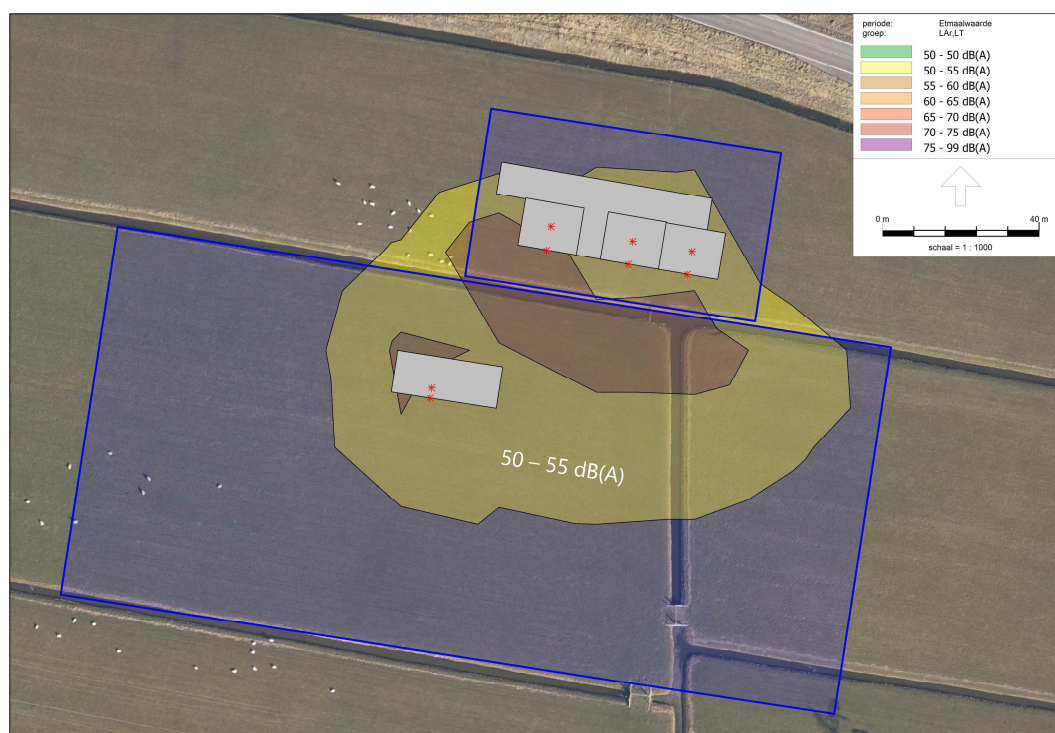 periode: Etmaalwaarde
groep: LAr,LT
50 - 50 dB(A)
50 - 55 dB(A)
55 - 60 dB(A)
60 - 65 dB(A)
65 - 70 dB(A)
70 - 75 dB(A)
75 - 99 dB(A)
0 m 40 m
schaal = 1 : 1000
50 – 55 dB(A)